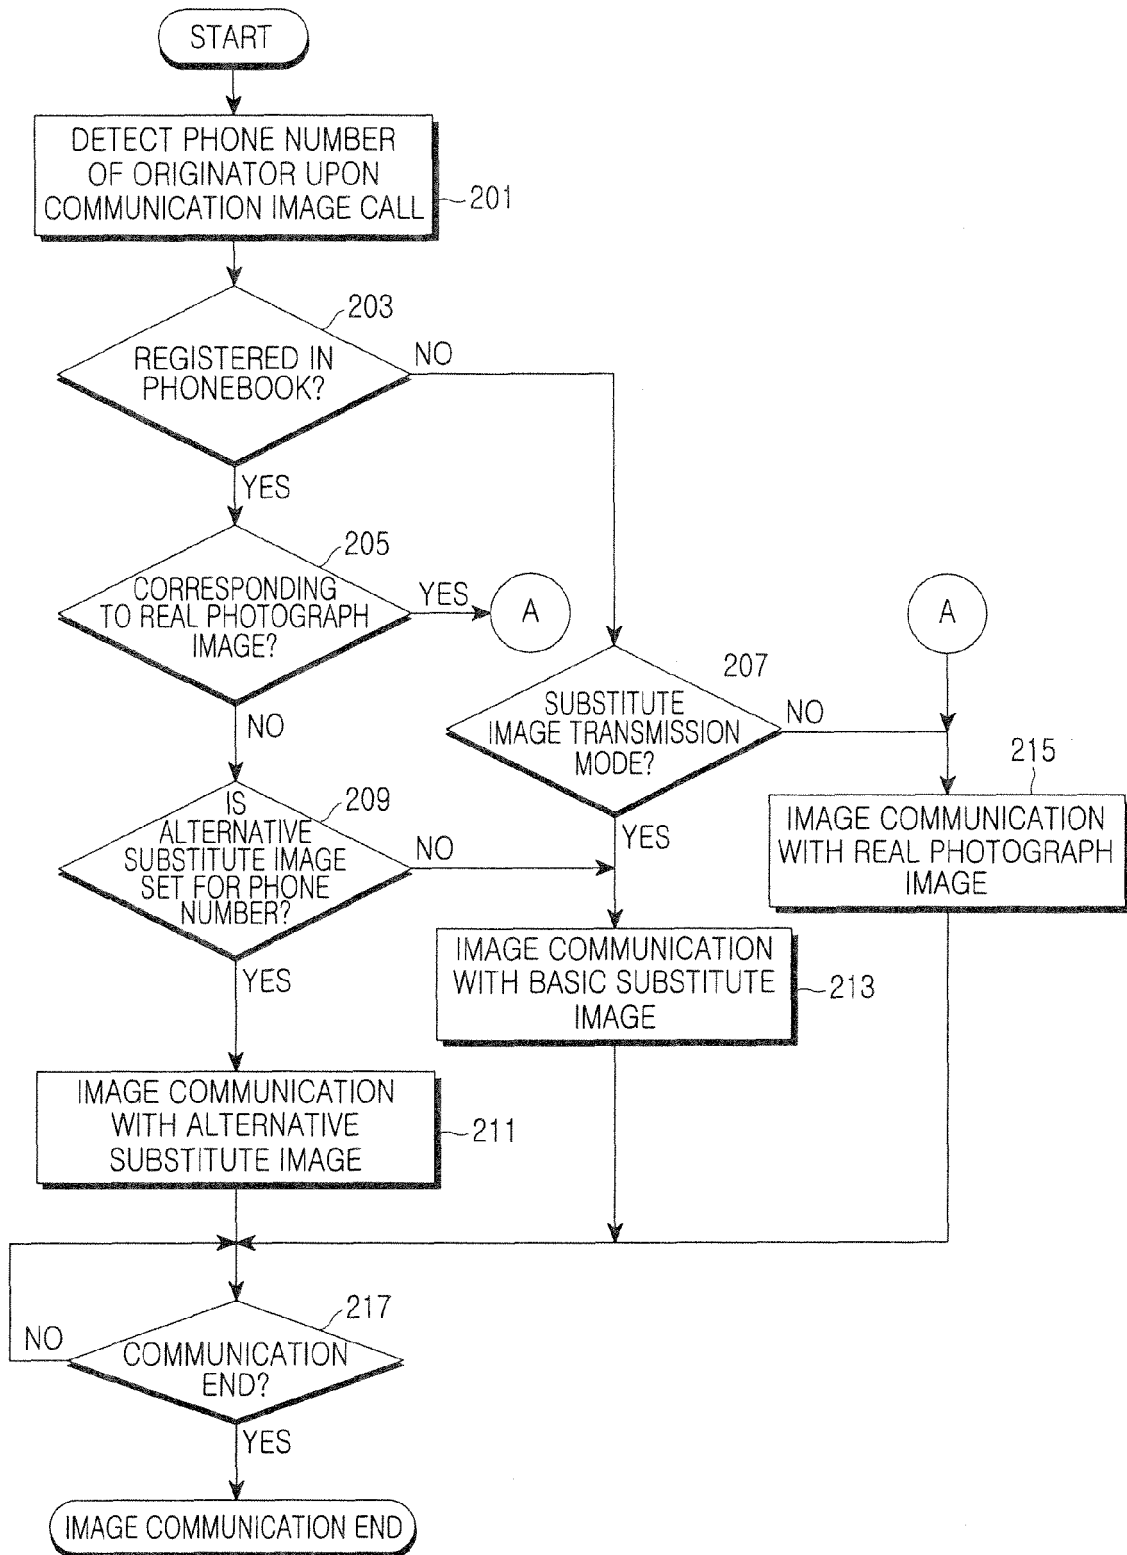 START
DETECT PHONE NUMBER
OF ORIGINATOR UPON
COMMUNICATION IMAGE CALL
201
203
REGISTERED IN
PHONEBOOK?
NO
YES
205
CORRESPONDING
TO REAL PHOTOGRAPH
IMAGE?
YES
A
A
NO
207
SUBSTITUTE
IMAGE TRANSMISSION
MODE?
NO
YES
209
IS
ALTERNATIVE
SUBSTITUTE IMAGE
SET FOR PHONE
NUMBER?
NO
YES
215
IMAGE COMMUNICATION
WITH REAL PHOTOGRAPH
IMAGE
IMAGE COMMUNICATION
WITH BASIC SUBSTITUTE
IMAGE
213
IMAGE COMMUNICATION
WITH ALTERNATIVE
SUBSTITUTE IMAGE
211
217
COMMUNICATION
END?
NO
YES
IMAGE COMMUNICATION END